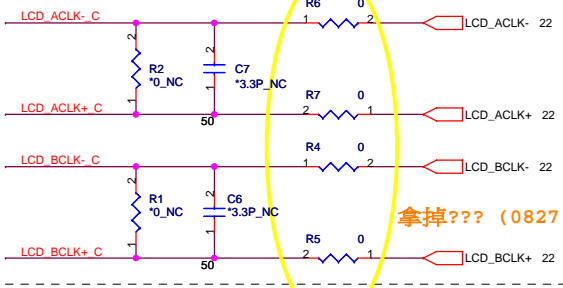 R6 0
LCD_ACLK-_C 1 2 LCD_ACLK- 22
2 R2 *0_NC 1
2 C7 *3.3P_NC 1
R7 0
LCD_ACLK+_C 50 2 1 LCD_ACLK+ 22
R4 0
LCD_BCLK-_C 1 2 LCD_BCLK- 22
2 R1 *0_NC 1
2 C6 *3.3P_NC 1
拿掉??? (0827
R5 0
LCD_BCLK+_C 50 2 1 LCD_BCLK+ 22